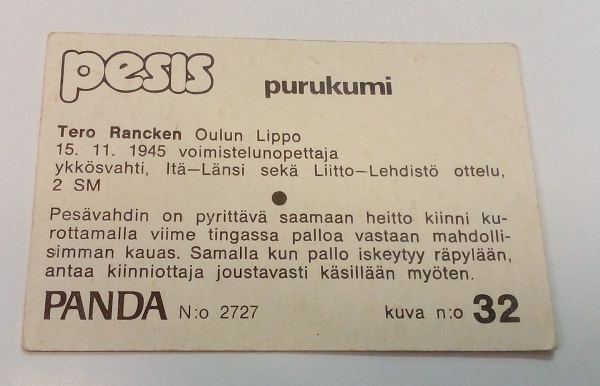 pesis purukumi
Tero Rancken Oulun Lippo
15. 11. 1945 voimistelunopettaja
ykkösvahti, Itä—Länsi sekä Liitto—Lehdistö ottelu,
2 SM
Pesävahdin on pyrittävä saamaan heitto kiinni ku-
rottamalla viime tingassa palloa vastaan mahdolli-
simman kauas. Samalla kun pallo iskeytyy räpylään,
antaa kiinniottaja joustavasti käsillään myöten.
PANDA N:o 2727 kuva n:o 32